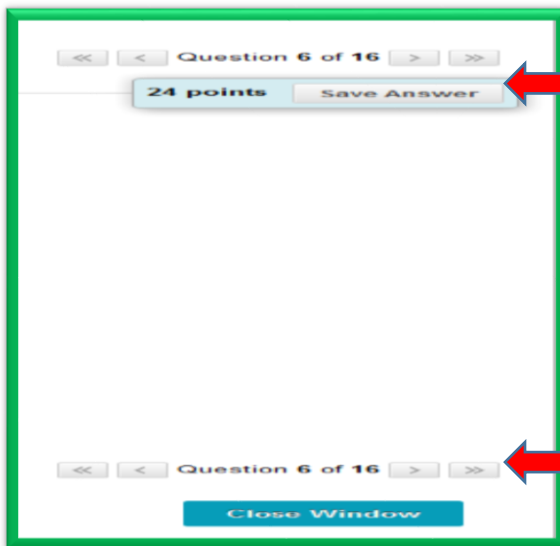 << < Question 6 of 16 > >>
24 points Save Answer
<< < Question 6 of 16 > >>
Close Window